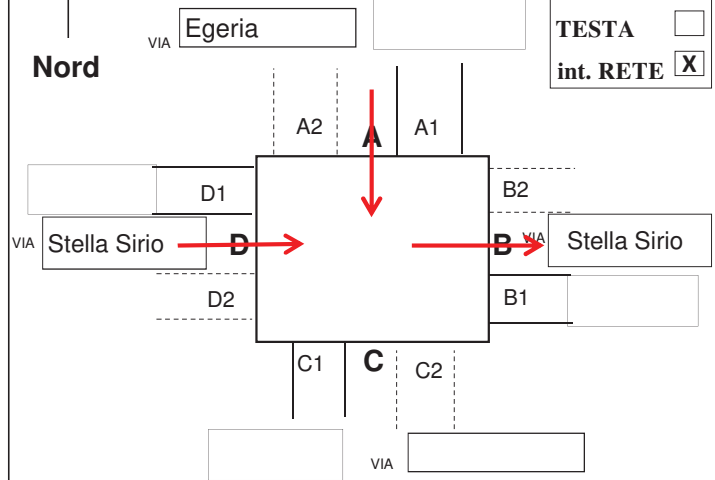 VIA Egeria
TESTA
Nord
int. RETE X
A2 A A1
D1 B2
VIA Stella Sirio D B VIA Stella Sirio
D2 B1
C1 C C2
VIA